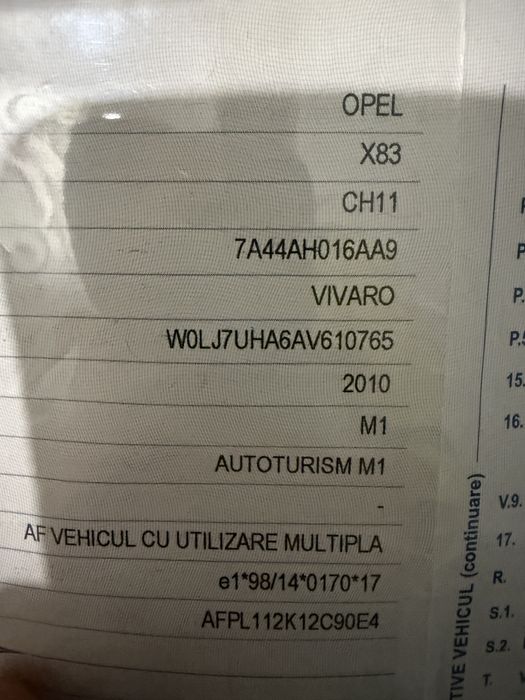 OPEL
X83
CH11
7A44AH016AA9
VIVARO
W0LJ7UHA6AV610765
2010
M1
AUTOTURISM M1
-
AF VEHICUL CU UTILIZARE MULTIPLA
e1*98/14*0170*17
AFPL112K12C90E4
TIVE VEHICUL (continuare)
15.
16.
V.9.
17.
R.
S.1.
S.2.
T.